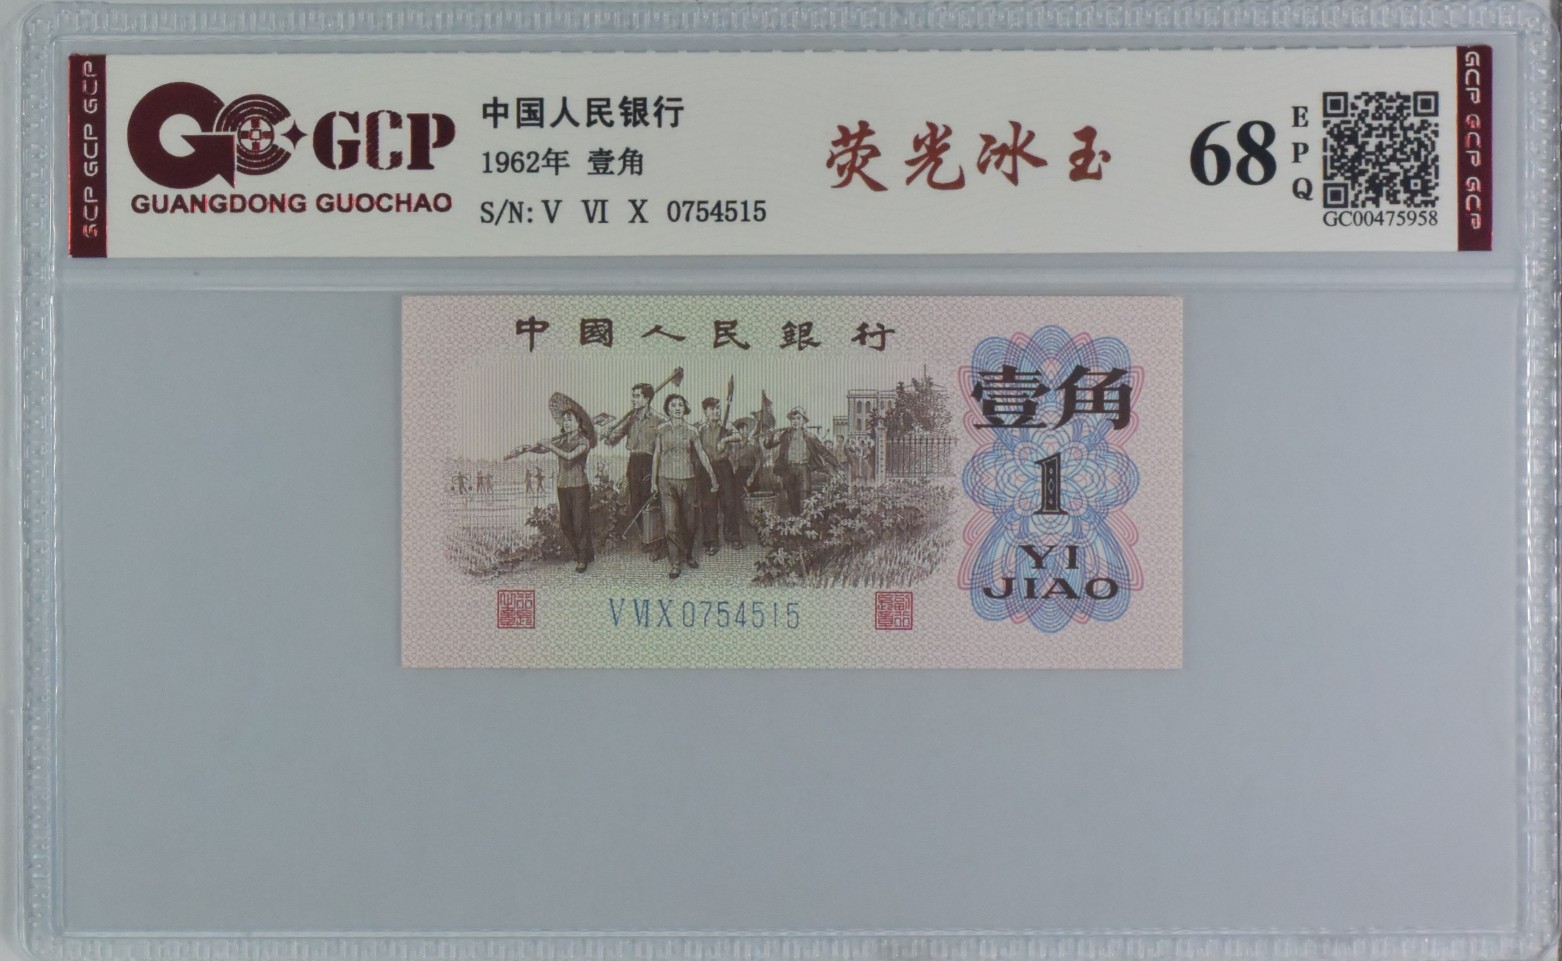 GCP GCP GCP
GCP
GUANGDONG GUOCHAO
中国人民银行
1962年 壹角
S/N: V VI X 0754515
荧光冰玉
68
EPQ
GC00475958
GCP GCP GCP
中國人民銀行
壹角
1
YI
JIAO
V VI X 0754515